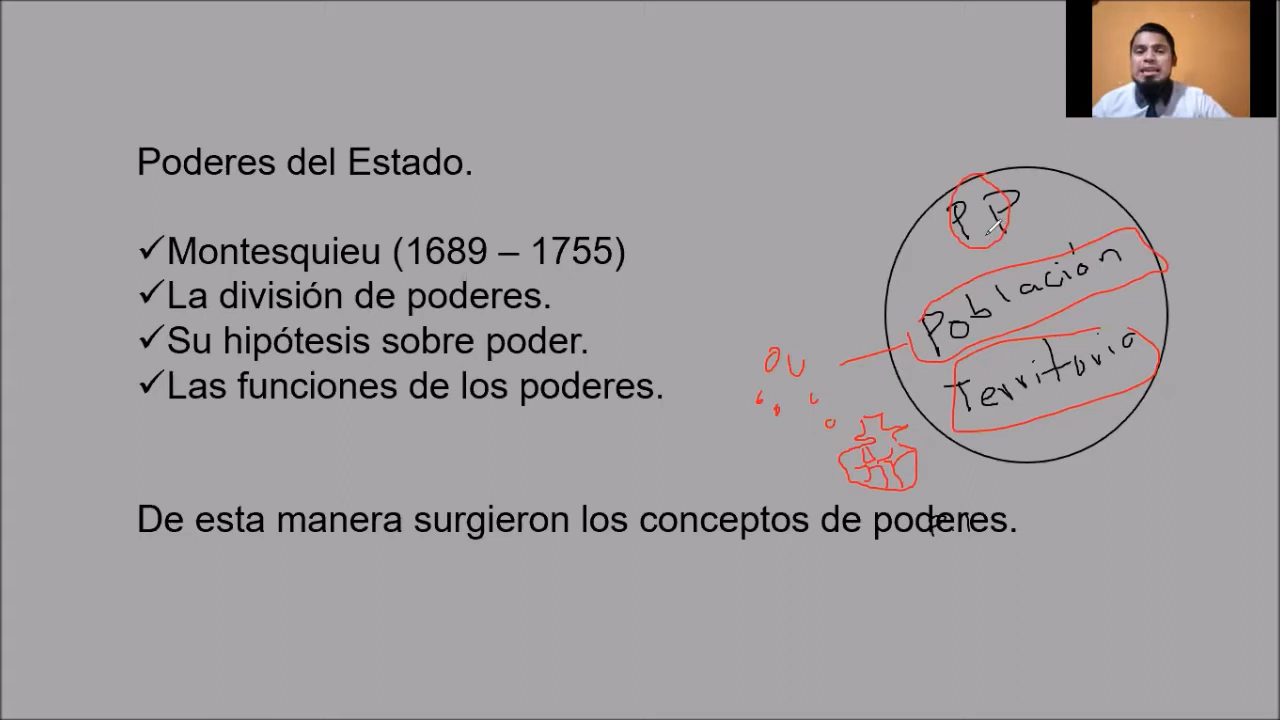 Poderes del Estado.
✓Montesquieu (1689 – 1755)
✓La división de poderes.
✓Su hipótesis sobre poder.
✓Las funciones de los poderes.
De esta manera surgieron los conceptos de poderes.
PP
Población
Territorio